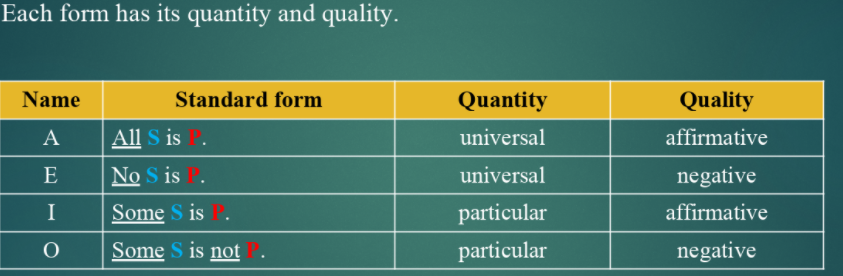 Each form has its quantity and quality.
Name Standard form Quantity Quality
A All S is P. universal affirmative
E No S is P. universal negative
I Some S is P. particular affirmative
O Some S is not P. particular negative